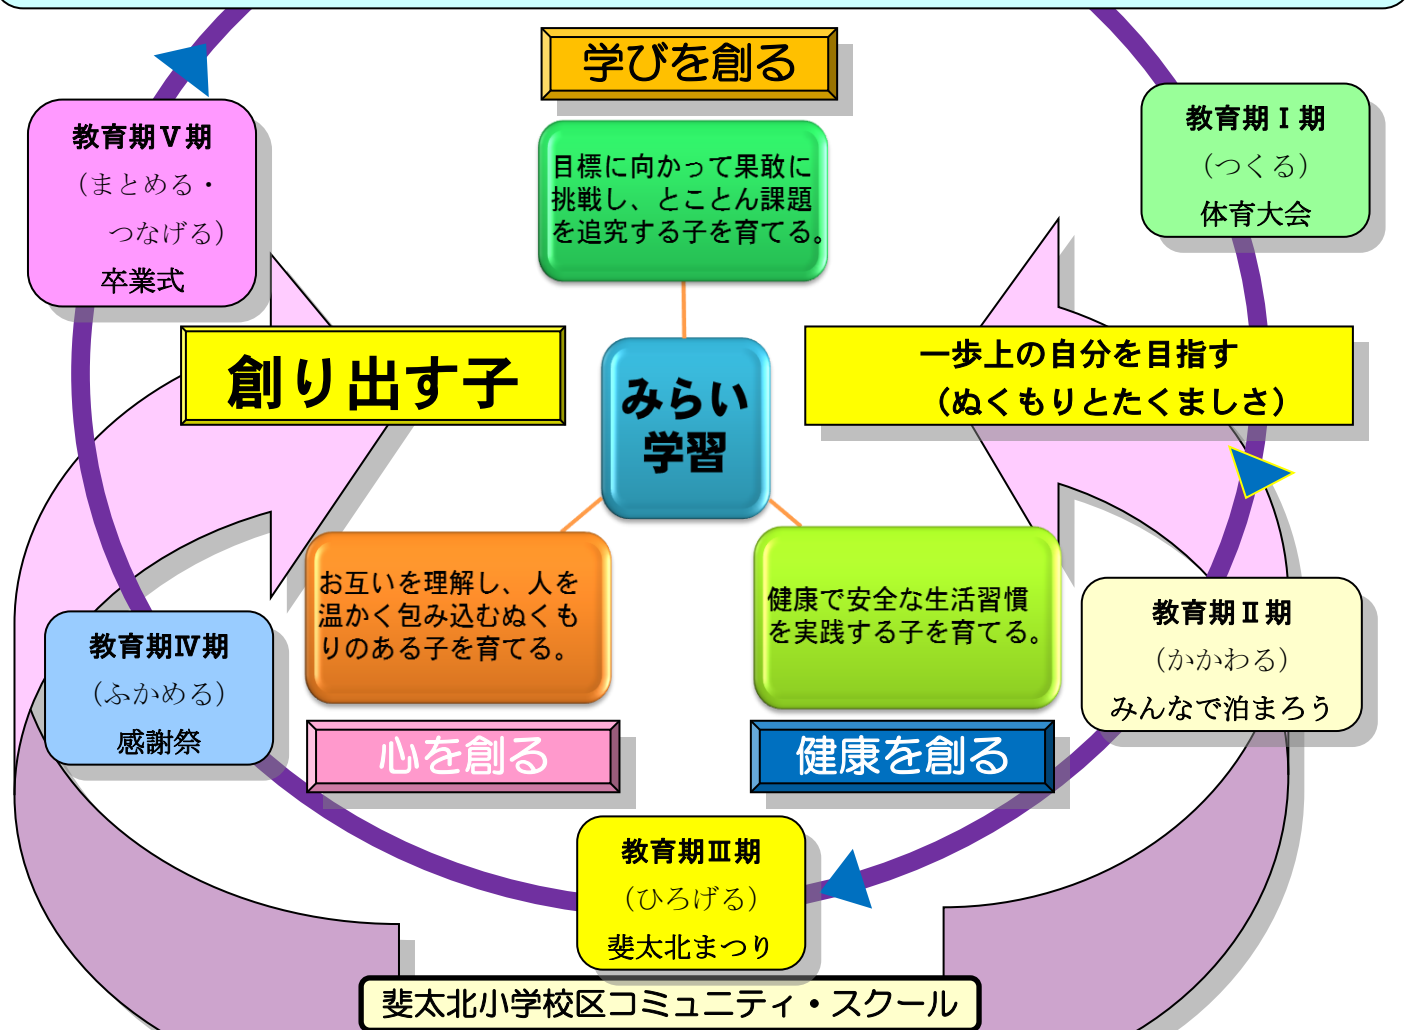 学びを創る
目標に向かって果敢に
挑戦し、とことん課題
を追究する子を育てる。
教育期Ⅴ期
（まとめる・
つなげる）
卒業式
教育期Ⅰ期
（つくる）
体育大会
創り出す子
みらい
学習
一歩上の自分を目指す
（ぬくもりとたくましさ）
お互いを理解し、人を
温かく包み込むぬくも
りのある子を育てる。
健康で安全な生活習慣
を実践する子を育てる。
教育期Ⅳ期
（ふかめる）
感謝祭
教育期Ⅱ期
（かかわる）
みんなで泊まろう
心を創る
健康を創る
教育期Ⅲ期
（ひろげる）
斐太北まつり
斐太北小学校区コミュニティ・スクール